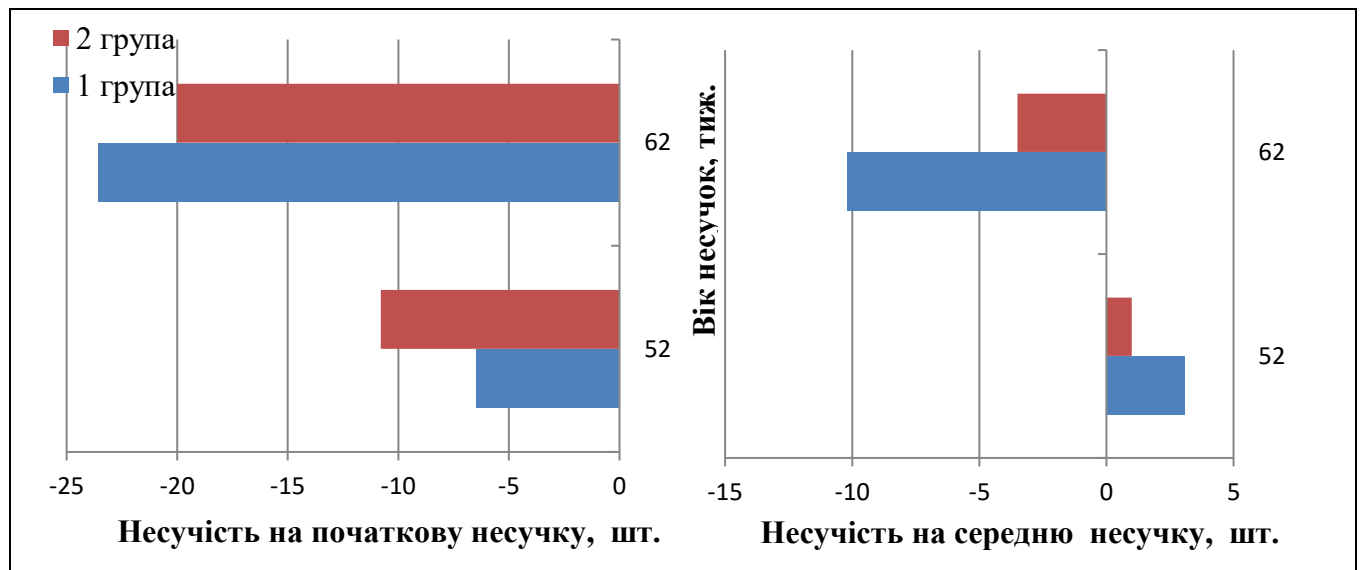 2 група
1 група
62
52
-25 -20 -15 -10 -5 0
Несучість на початкову несучку, шт.
Вік несучок, тиж.
62
52
-15 -10 -5 0 5
Несучість на середню несучку, шт.